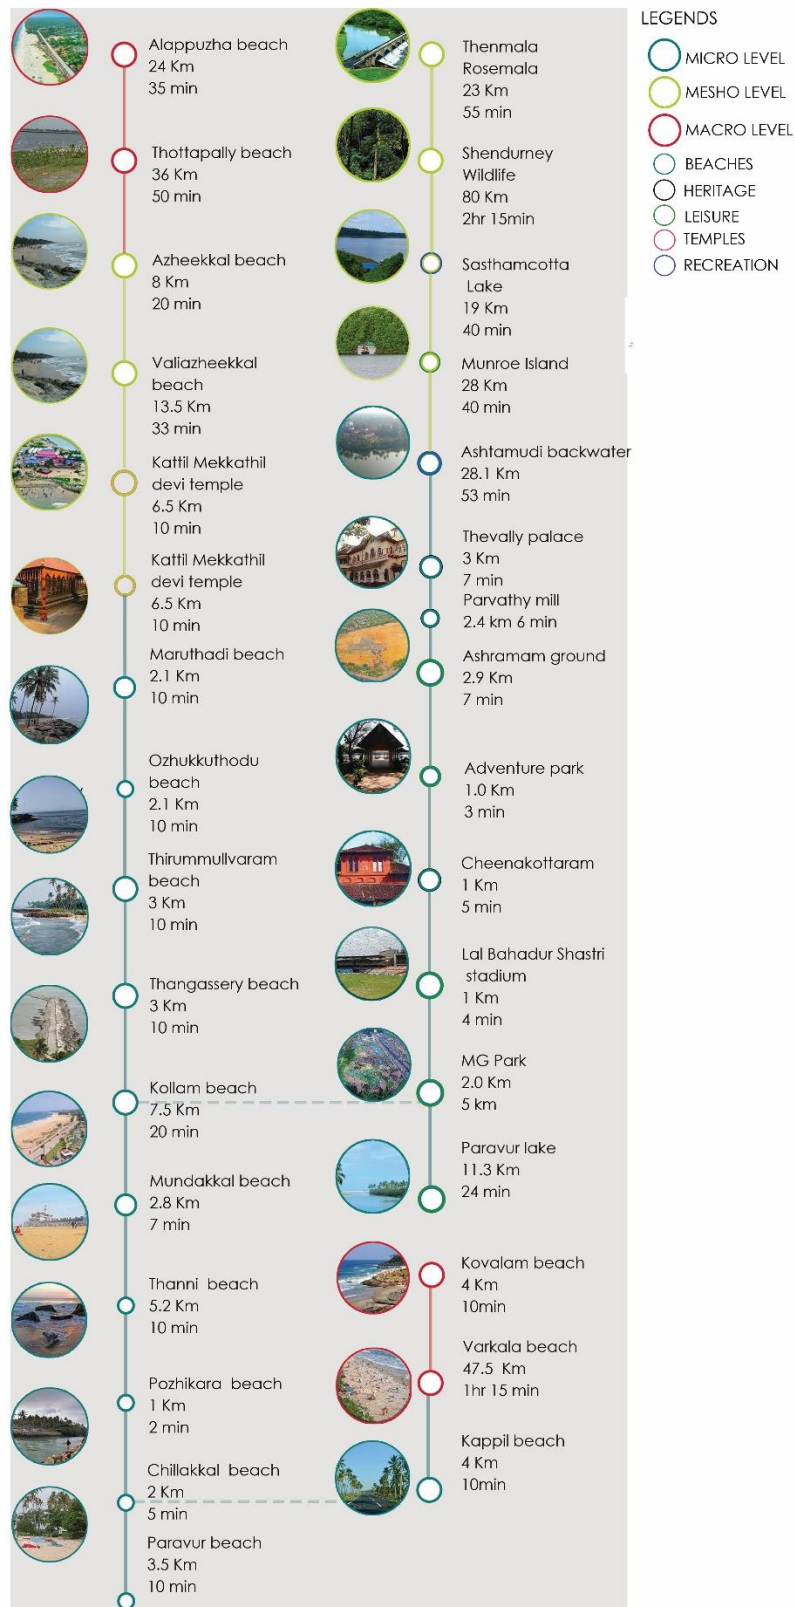 Alappuzha beach
24 Km
35 min
Thottapally beach
36 Km
50 min
Azheekkal beach
8 Km
20 min
Valiazheekkal
beach
13.5 Km
33 min
Kattil Mekkathil
devi temple
6.5 Km
10 min
Kattil Mekkathil
devi temple
6.5 Km
10 min
Maruthadi beach
2.1 Km
10 min
Ozhukkuthodu
beach
2.1 Km
10 min
Thirummullvaram
beach
3 Km
10 min
Thangassery beach
3 Km
10 min
Kollam beach
7.5 Km
20 min
Mundakkal beach
2.8 Km
7 min
Thanni beach
5.2 Km
10 min
Pozhikara beach
1 Km
2 min
Chillakkal beach
2 Km
5 min
Paravur beach
3.5 Km
10 min
Thenmala
Rosemala
23 Km
55 min
Shendurney
Wildlife
80 Km
2hr 15min
Sasthamcotta
Lake
19 Km
40 min
Munroe Island
28 Km
40 min
Ashtamudi backwater
28.1 Km
53 min
Thevally palace
3 Km
7 min
Parvathy mill
2.4 km 6 min
Ashramam ground
2.9 Km
7 min
Adventure park
1.0 Km
3 min
Cheenakottaram
1 Km
5 min
Lal Bahadur Shastri
stadium
1 Km
4 min
MG Park
2.0 Km
5 km
Paravur lake
11.3 Km
24 min
Kovalam beach
4 Km
10min
Varkala beach
47.5 Km
1hr 15 min
Kappil beach
4 Km
10min
LEGENDS
MICRO LEVEL
MESHO LEVEL
MACRO LEVEL
BEACHES
HERITAGE
LEISURE
TEMPLES
RECREATION